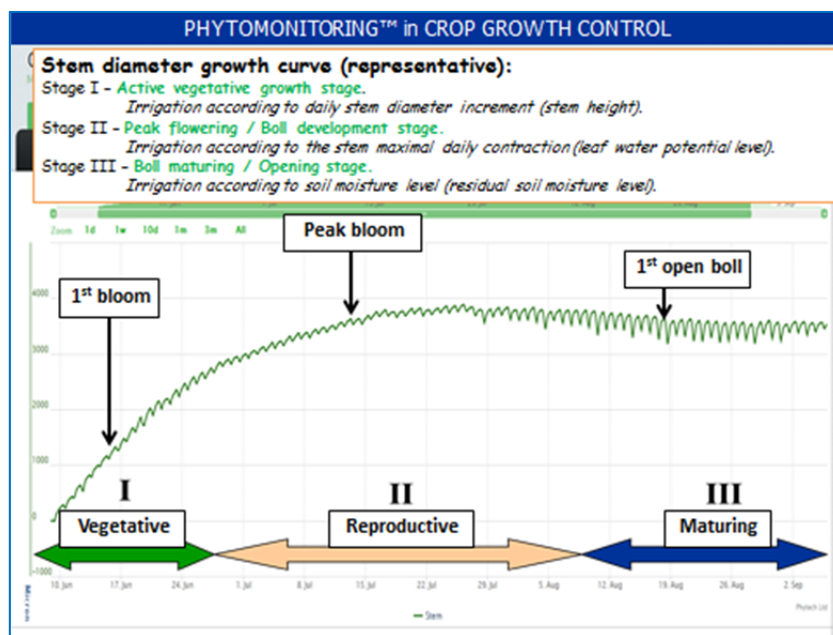 PHYTOMONITORING™ in CROP GROWTH CONTROL
Stem diameter growth curve (representative):
Stage I – Active vegetative growth stage.
Irrigation according to daily stem diameter increment (stem height).
Stage II – Peak flowering / Boll development stage.
Irrigation according to the stem maximal daily contraction (leaf water potential level).
Stage III – Boll maturing / Opening stage.
Irrigation according to soil moisture level (residual soil moisture level).
Zoom 1d 1w 10d 1m 3m All
Peak bloom
1st bloom
1st open boll
4000
3000
2000
1000
0
-1000
I
II
III
Vegetative
Reproductive
Maturing
10. Jun 17. Jun 24. Jun 1. Jul 8. Jul 15. Jul 22. Jul 29. Jul 5. Aug 12. Aug 19. Aug 26. Aug 2. Sep
Stem
Phytech Ltd